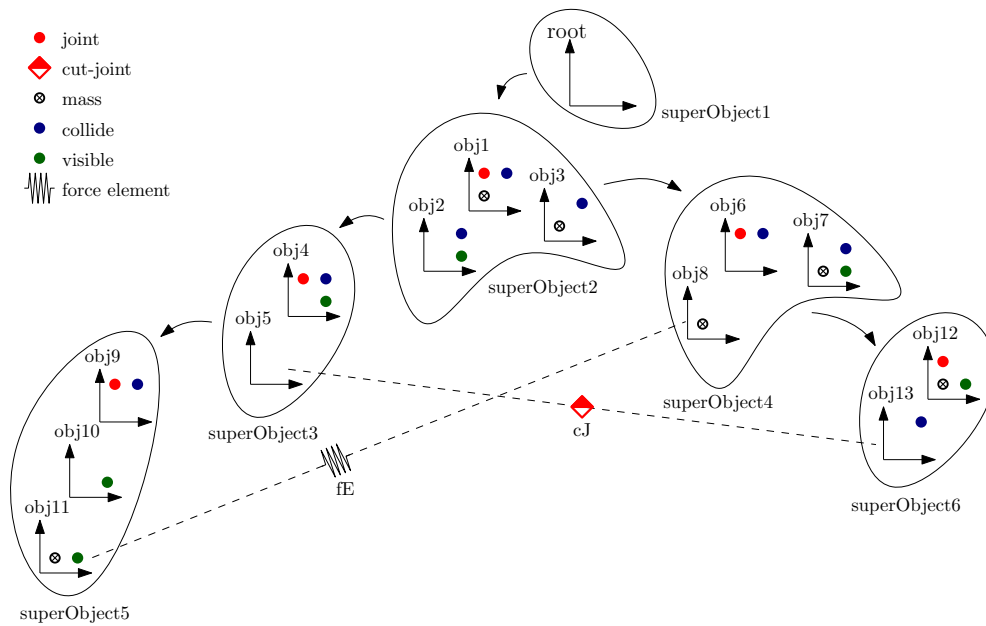 joint
cut-joint
mass
collide
visible
force element
root
superObject1
obj1
obj2
obj3
superObject2
obj4
obj5
superObject3
obj6
obj7
obj8
superObject4
obj9
obj10
obj11
superObject5
obj12
obj13
superObject6
cJ
fE